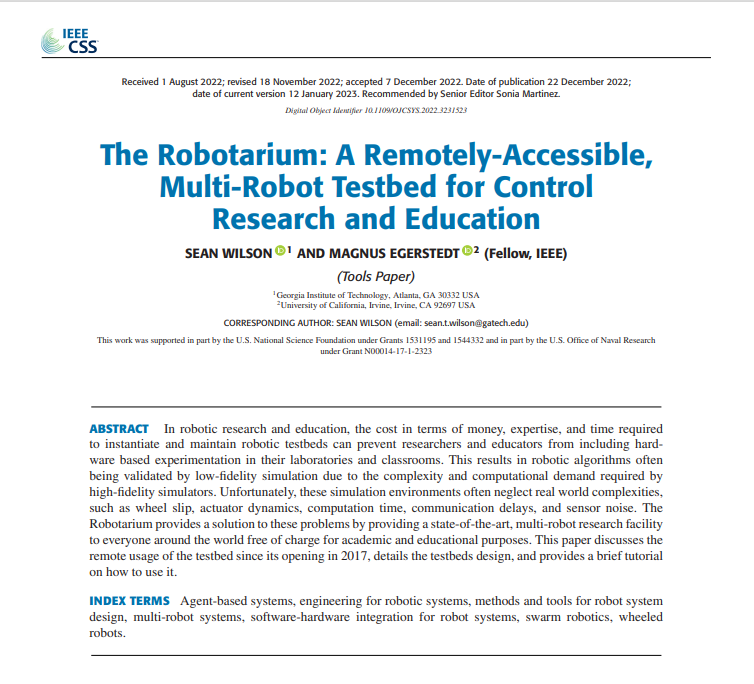 IEEE
CSS
Received 1 August 2022; revised 18 November 2022; accepted 7 December 2022. Date of publication 22 December 2022;
date of current version 12 January 2023. Recommended by Senior Editor Sonia Martinez.
Digital Object Identifier 10.1109/OJCSYS.2022.3231523
The Robotarium: A Remotely-Accessible,
Multi-Robot Testbed for Control
Research and Education
SEAN WILSON 1 AND MAGNUS EGERSTEDT 2 (Fellow, IEEE)
(Tools Paper)
1Georgia Institute of Technology, Atlanta, GA 30332 USA
2University of California, Irvine, Irvine, CA 92697 USA
CORRESPONDING AUTHOR: SEAN WILSON (email: sean.t.wilson@gatech.edu)
This work was supported in part by the U.S. National Science Foundation under Grants 1531195 and 1544332 and in part by the U.S. Office of Naval Research
under Grant N00014-17-1-2323
ABSTRACT In robotic research and education, the cost in terms of money, expertise, and time required
to instantiate and maintain robotic testbeds can prevent researchers and educators from including hard-
ware based experimentation in their laboratories and classrooms. This results in robotic algorithms often
being validated by low-fidelity simulation due to the complexity and computational demand required by
high-fidelity simulators. Unfortunately, these simulation environments often neglect real world complexities,
such as wheel slip, actuator dynamics, computation time, communication delays, and sensor noise. The
Robotarium provides a solution to these problems by providing a state-of-the-art, multi-robot research facility
to everyone around the world free of charge for academic and educational purposes. This paper discusses the
remote usage of the testbed since its opening in 2017, details the testbeds design, and provides a brief tutorial
on how to use it.
INDEX TERMS Agent-based systems, engineering for robotic systems, methods and tools for robot system
design, multi-robot systems, software-hardware integration for robot systems, swarm robotics, wheeled
robots.